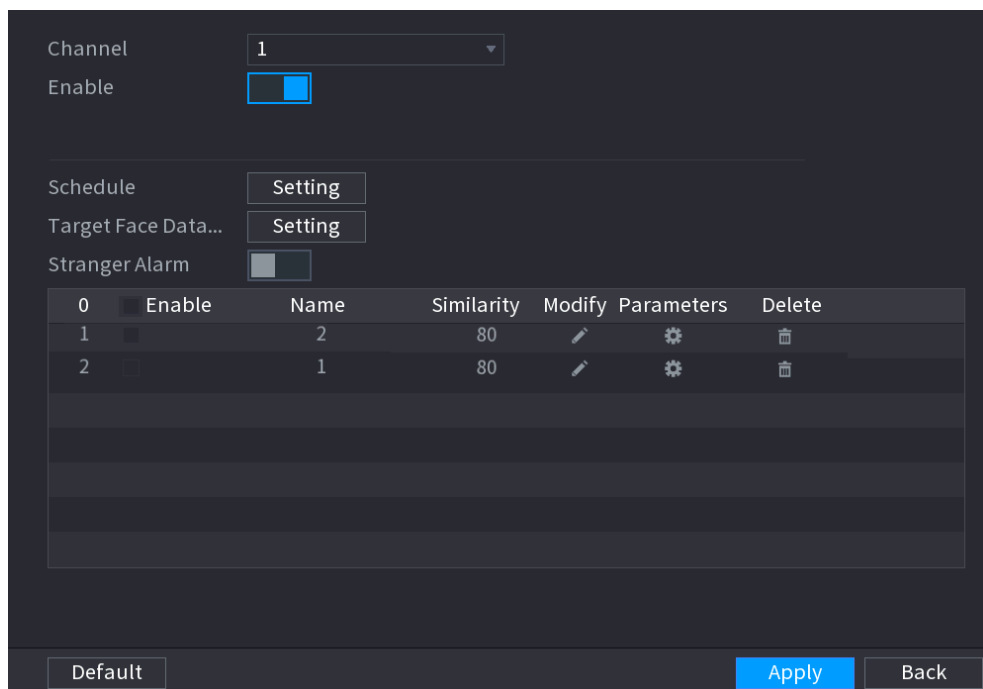 Channel 1
Enable
Schedule Setting
Target Face Data... Setting
Stranger Alarm
0 Enable Name Similarity Modify Parameters Delete
1 2 80
2 1 80
Default Apply Back